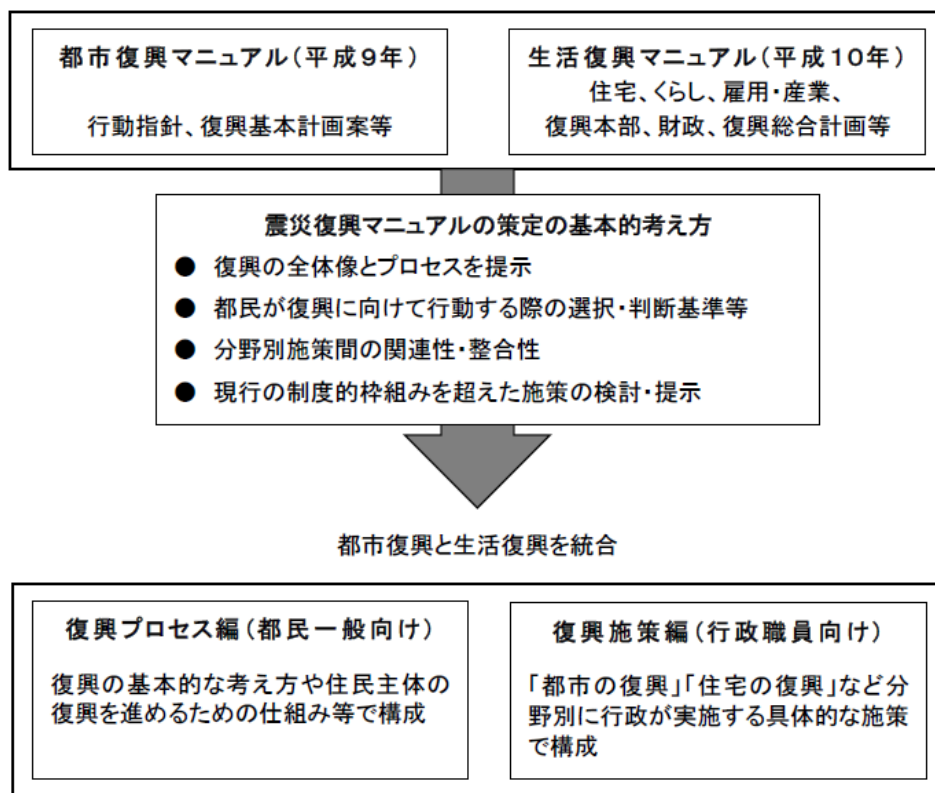 都市復興マニュアル(平成9年)
行動指針、復興基本計画案等
生活復興マニュアル(平成10年)
住宅、くらし、雇用・産業、
復興本部、財政、復興総合計画等
震災復興マニュアルの策定の基本的考え方
● 復興の全体像とプロセスを提示
● 都民が復興に向けて行動する際の選択・判断基準等
● 分野別施策間の関連性・整合性
● 現行の制度的枠組みを超えた施策の検討・提示
都市復興と生活復興を統合
復興プロセス編(都民一般向け)
復興の基本的な考え方や住民主体の
復興を進めるための仕組み等で構成
復興施策編(行政職員向け)
「都市の復興」「住宅の復興」など分
野別に行政が実施する具体的な施策
で構成